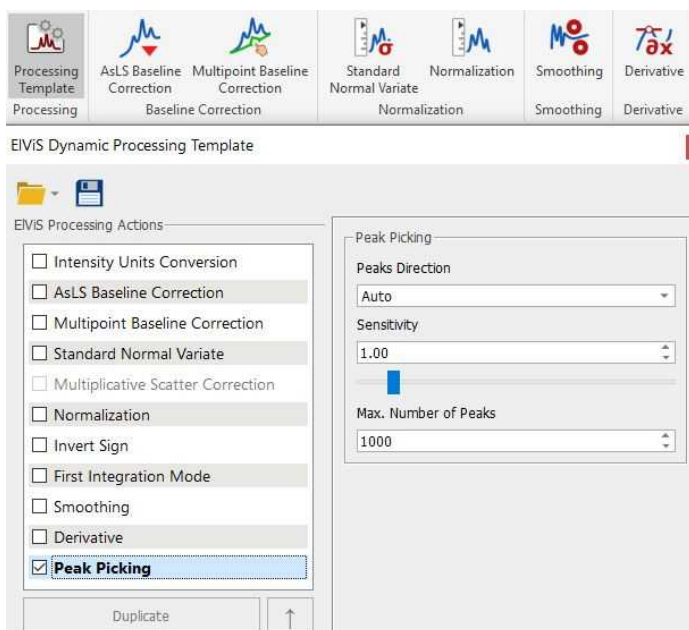 Processing Template
AsLS Baseline Correction
Multipoint Baseline Correction
Standard Normal Variate
Normalization
Smoothing
Derivative
Processing
Baseline Correction
Normalization
Smoothing
Derivative
ElViS Dynamic Processing Template
ElViS Processing Actions
Intensity Units Conversion
AsLS Baseline Correction
Multipoint Baseline Correction
Standard Normal Variate
Multiplicative Scatter Correction
Normalization
Invert Sign
First Integration Mode
Smoothing
Derivative
Peak Picking
Duplicate
Peak Picking
Peaks Direction
Auto
Sensitivity
1.00
Max. Number of Peaks
1000